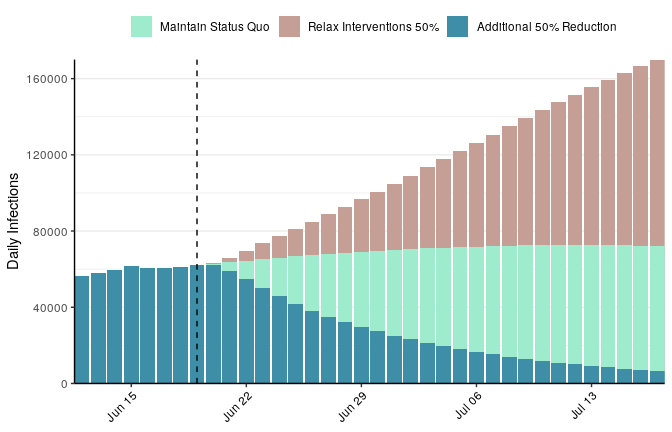 Maintain Status Quo Relax Interventions 50% Additional 50% Reduction
Daily Infections
160000
120000
80000
40000
0
Jun 15 Jun 22 Jun 29 Jul 06 Jul 13